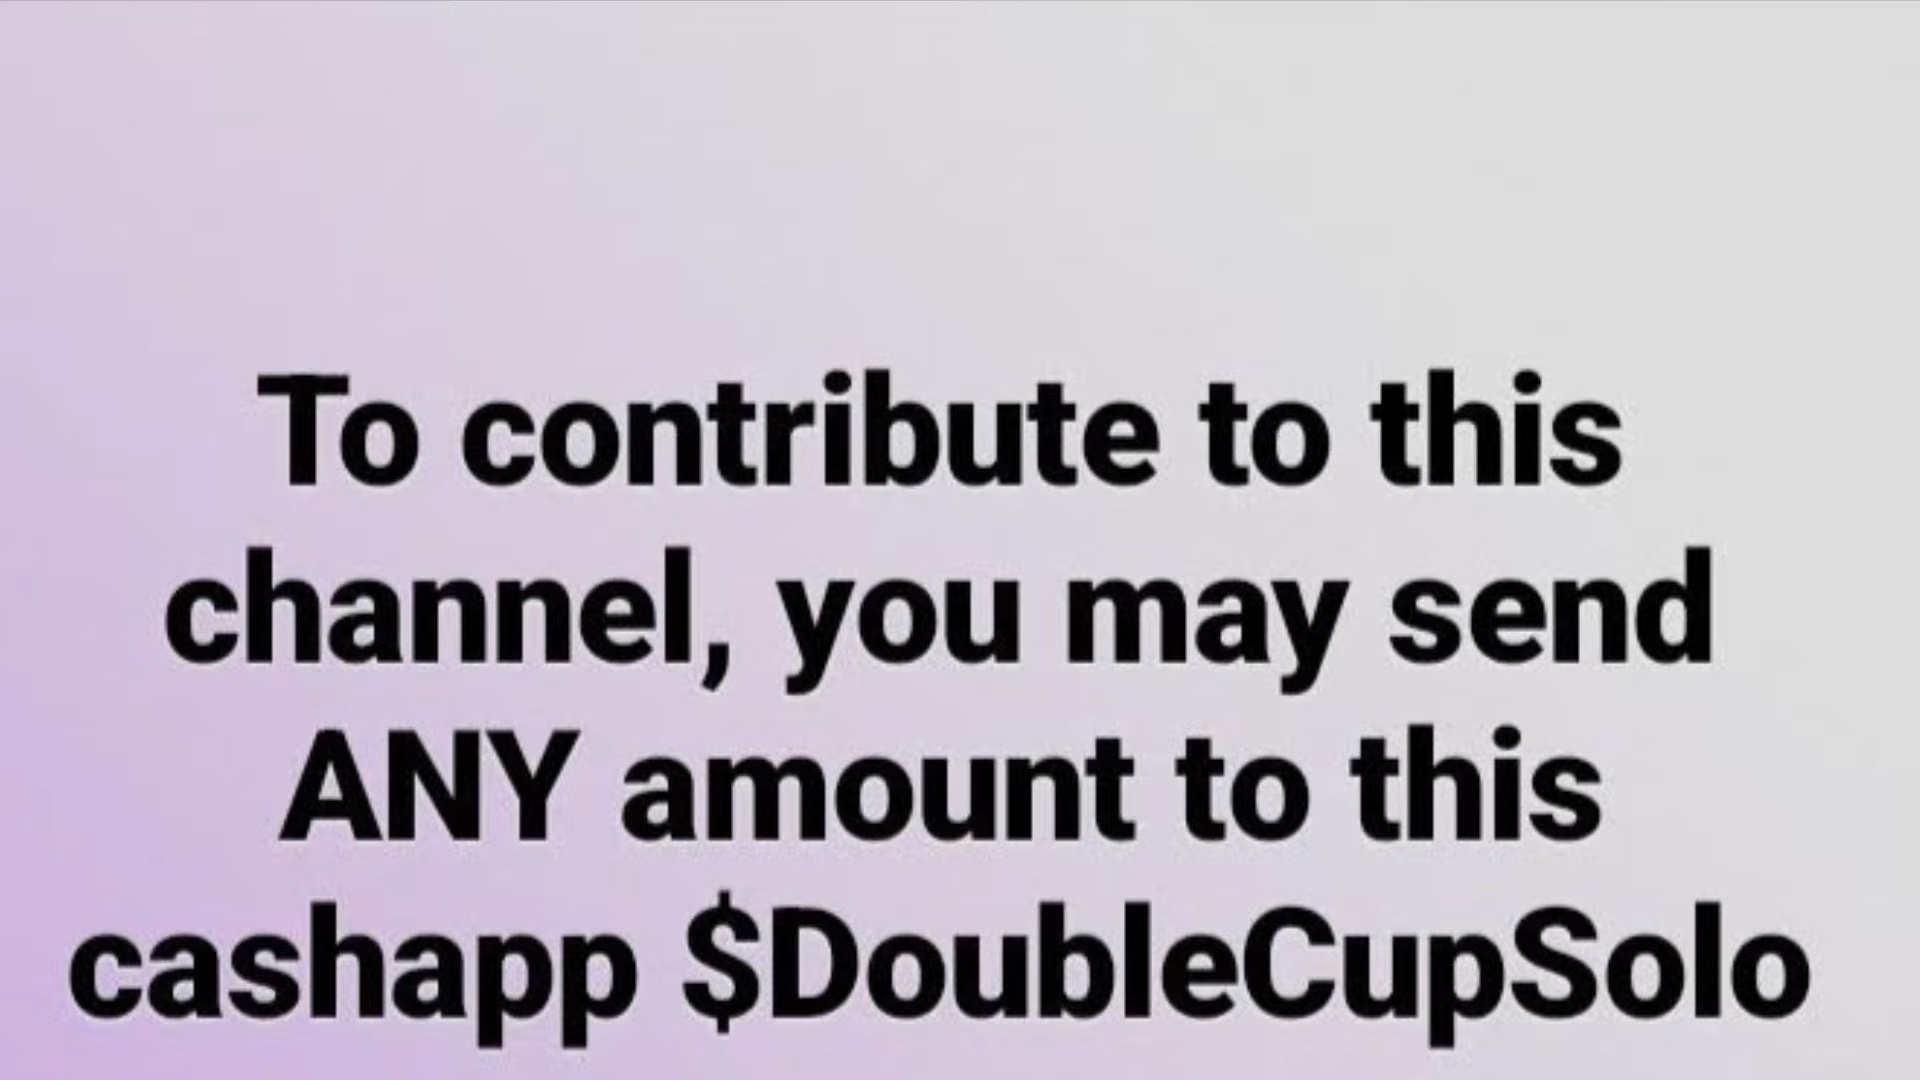 To contribute to this
channel, you may send
ANY amount to this
cashapp $DoubleCupSolo